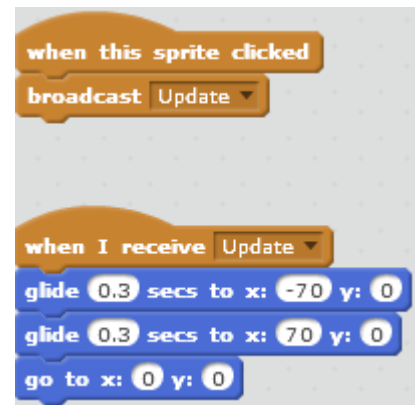 when this sprite clicked
broadcast Update
when I receive Update
glide 0.3 secs to x: -70 y: 0
glide 0.3 secs to x: 70 y: 0
go to x: 0 y: 0